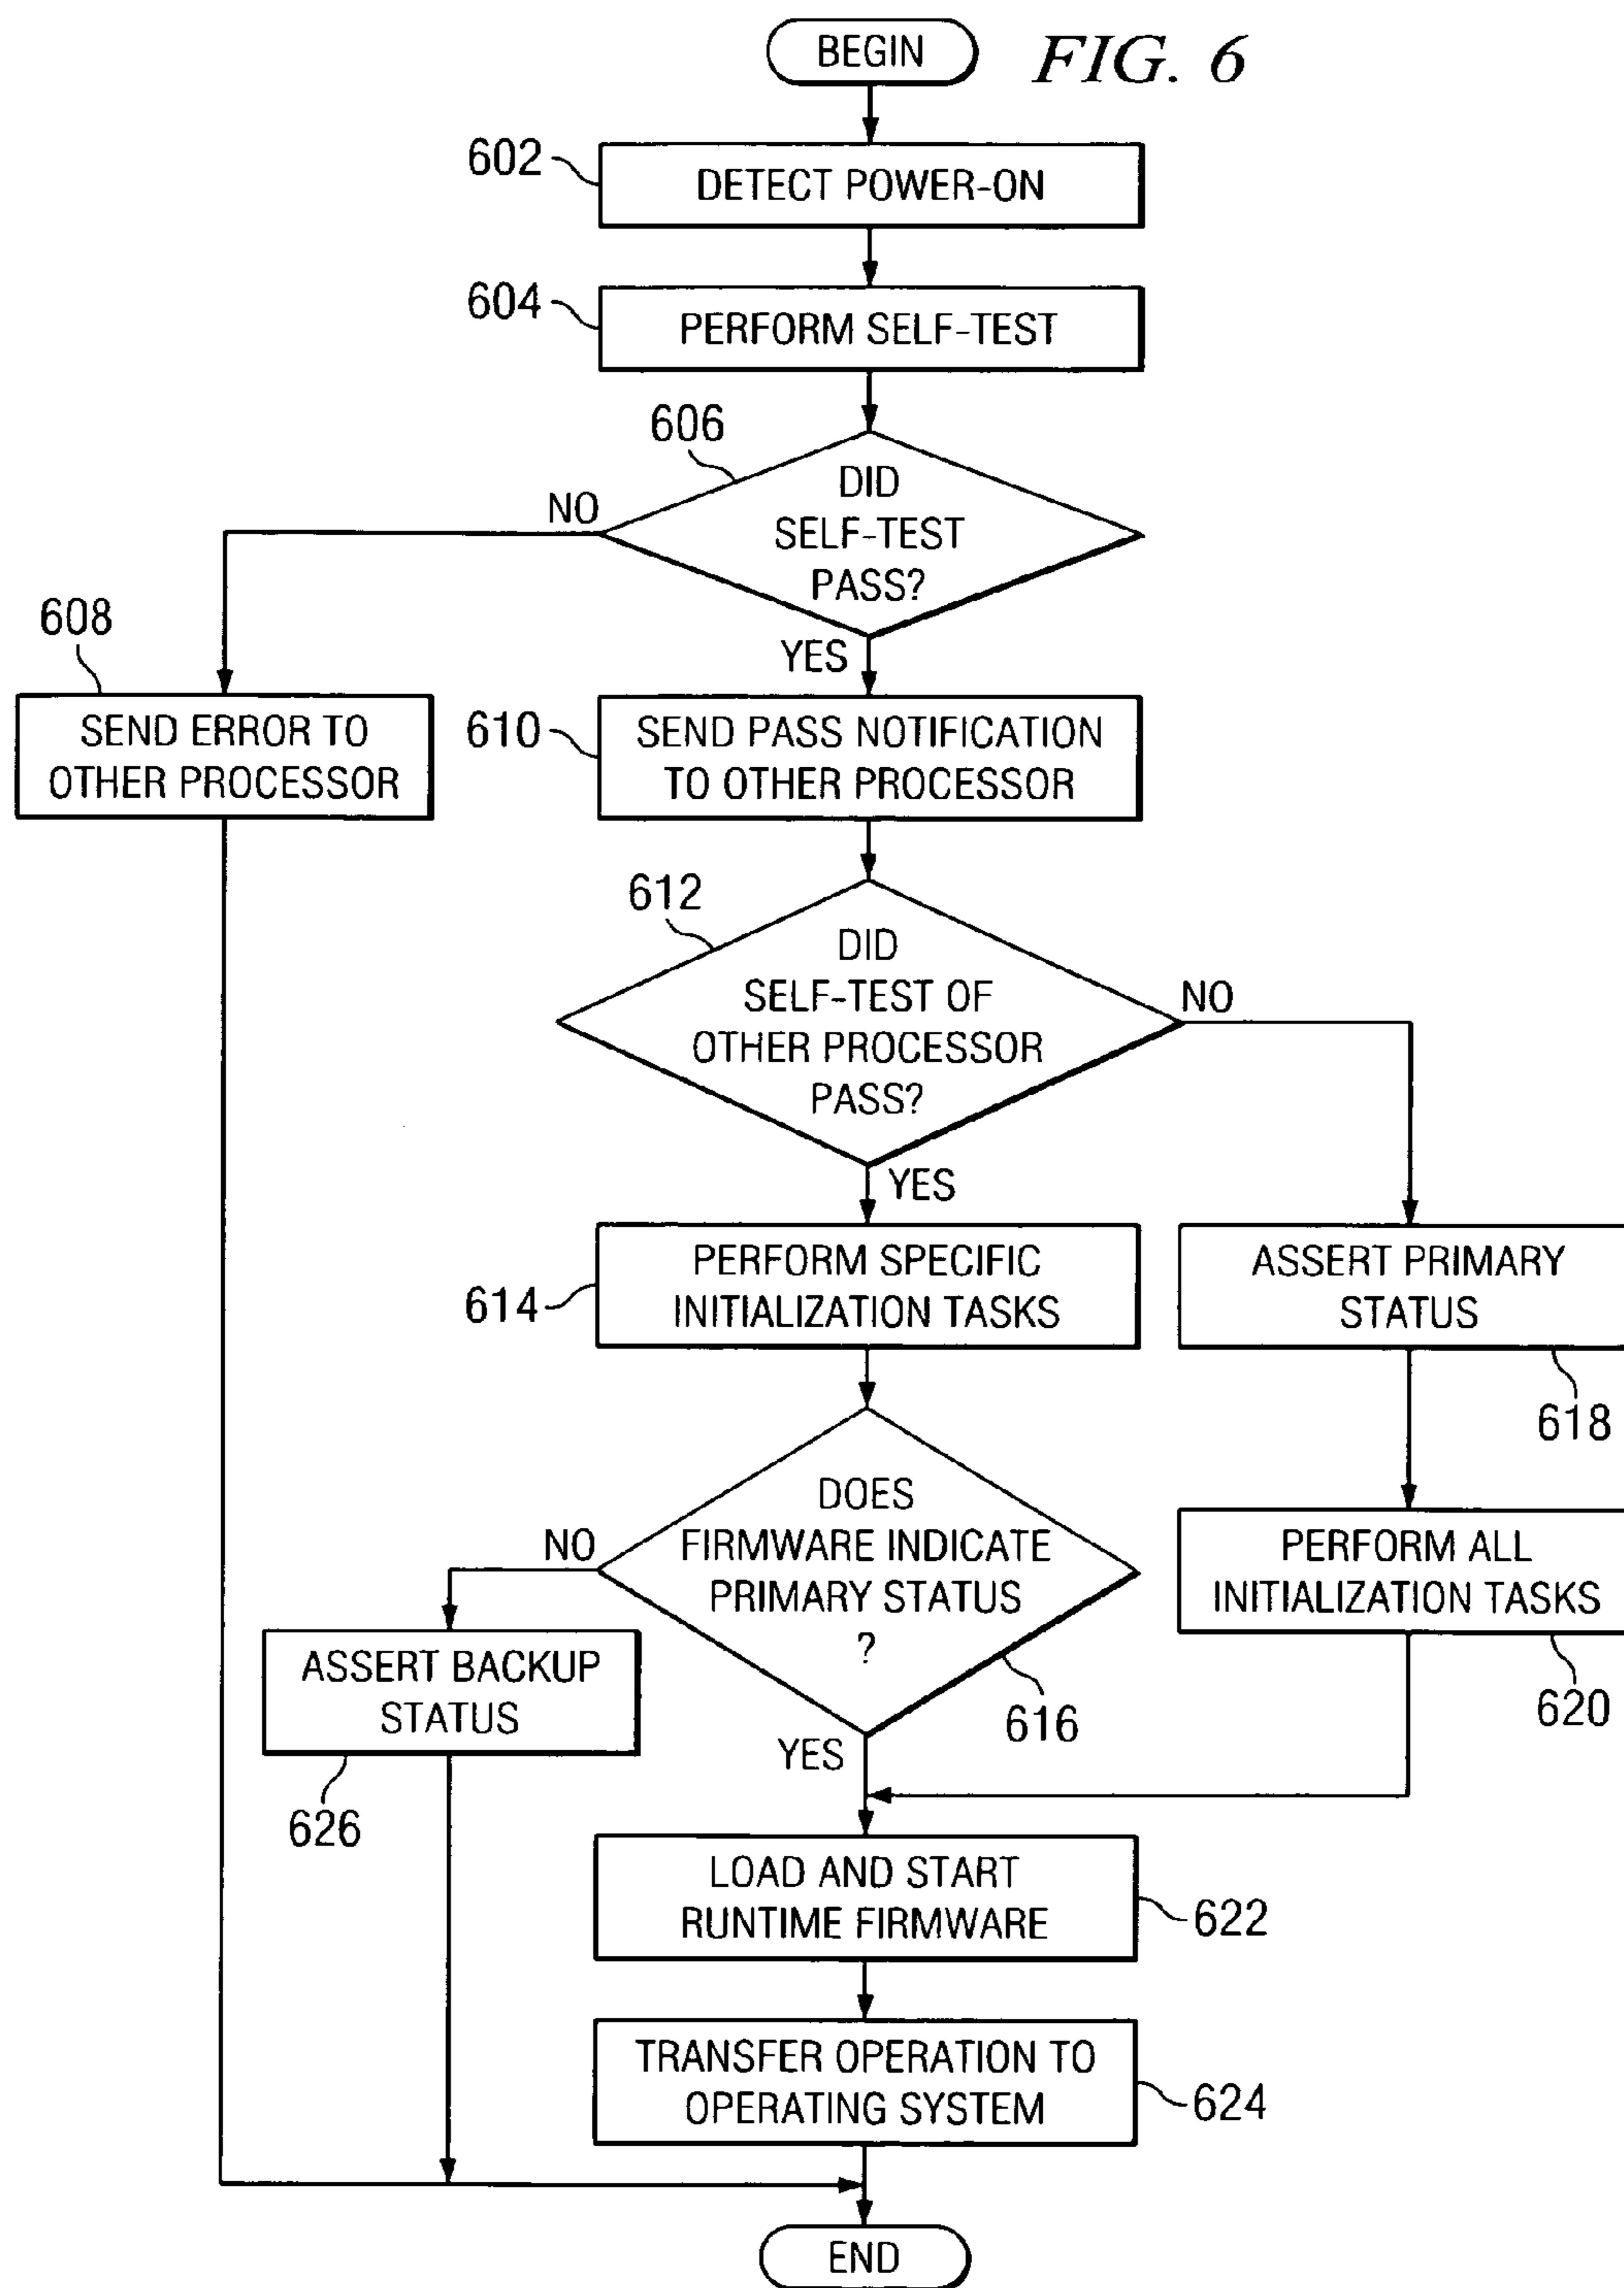 BEGIN
FIG. 6
602
DETECT POWER-ON
604
PERFORM SELF-TEST
606
DID
SELF-TEST
PASS?
NO
YES
608
SEND ERROR TO
OTHER PROCESSOR
610
SEND PASS NOTIFICATION
TO OTHER PROCESSOR
612
DID
SELF-TEST OF
OTHER PROCESSOR
PASS?
NO
YES
614
PERFORM SPECIFIC
INITIALIZATION TASKS
ASSERT PRIMARY
STATUS
618
DOES
FIRMWARE INDICATE
PRIMARY STATUS
?
NO
616
YES
PERFORM ALL
INITIALIZATION TASKS
620
ASSERT BACKUP
STATUS
626
LOAD AND START
RUNTIME FIRMWARE
622
TRANSFER OPERATION TO
OPERATING SYSTEM
624
END